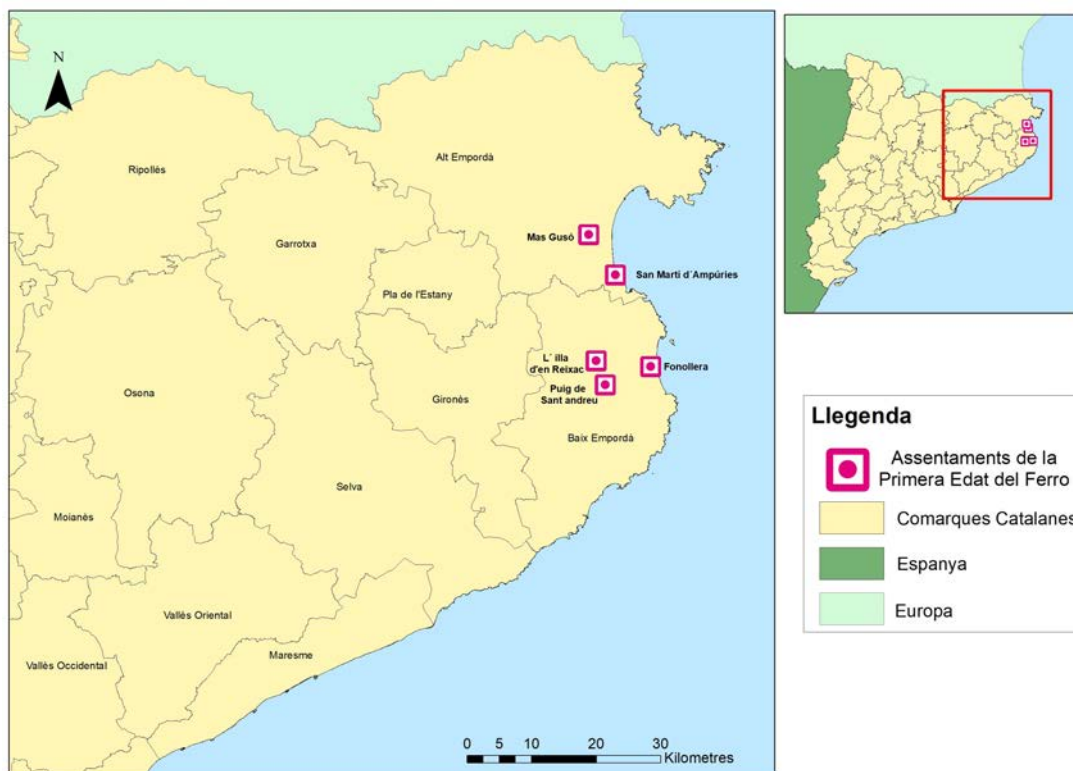 N
Ripollès
Alt Empordà
Garrotxa
Mas Gusó
San Martí d´Ampúries
Pla de l'Estany
L´ illa
d'en Reixac
Fonollera
Puig de
Sant andreu
Osona
Gironès
Baix Empordà
Selva
Moianès
Vallès Oriental
Maresme
Vallès Occidental
0 5 10 20 30
Kilometres
Llegenda
Assentaments de la
Primera Edat del Ferro
Comarques Catalanes
Espanya
Europa